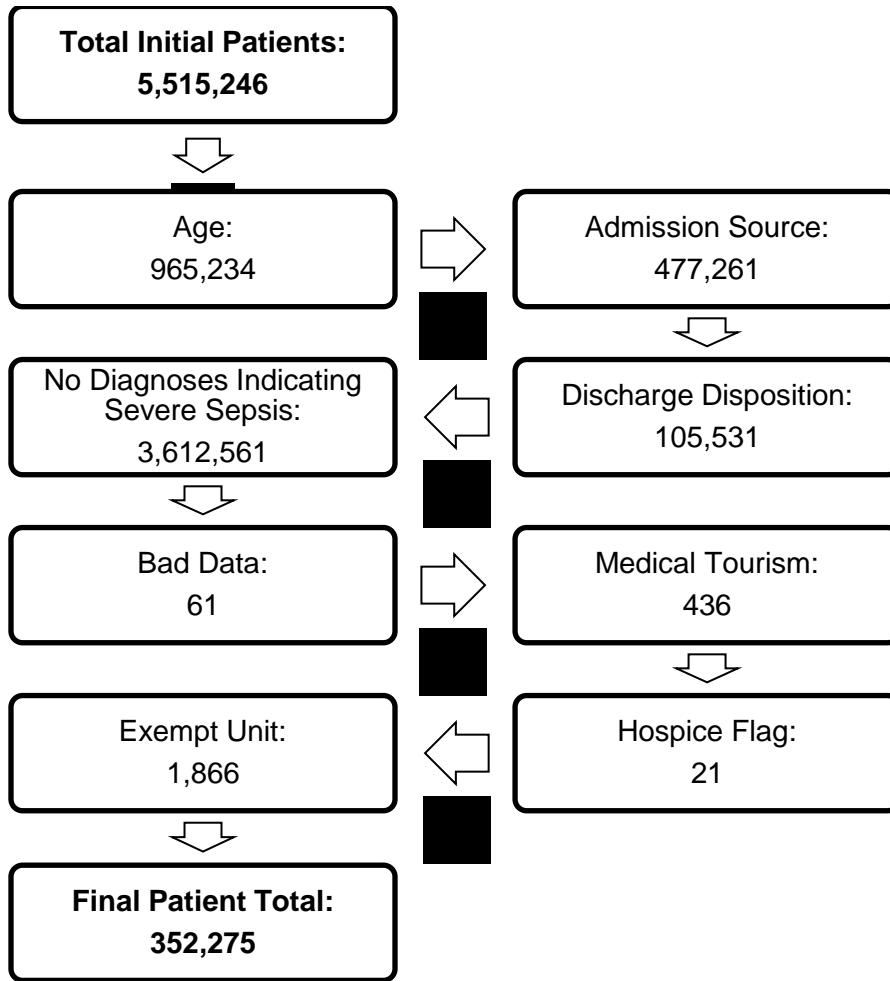 Total Initial Patients:
5,515,246
Age:
965,234
Admission Source:
477,261
Discharge Disposition:
105,531
No Diagnoses Indicating
Severe Sepsis:
3,612,561
Bad Data:
61
Medical Tourism:
436
Hospice Flag:
21
Exempt Unit:
1,866
Final Patient Total:
352,275